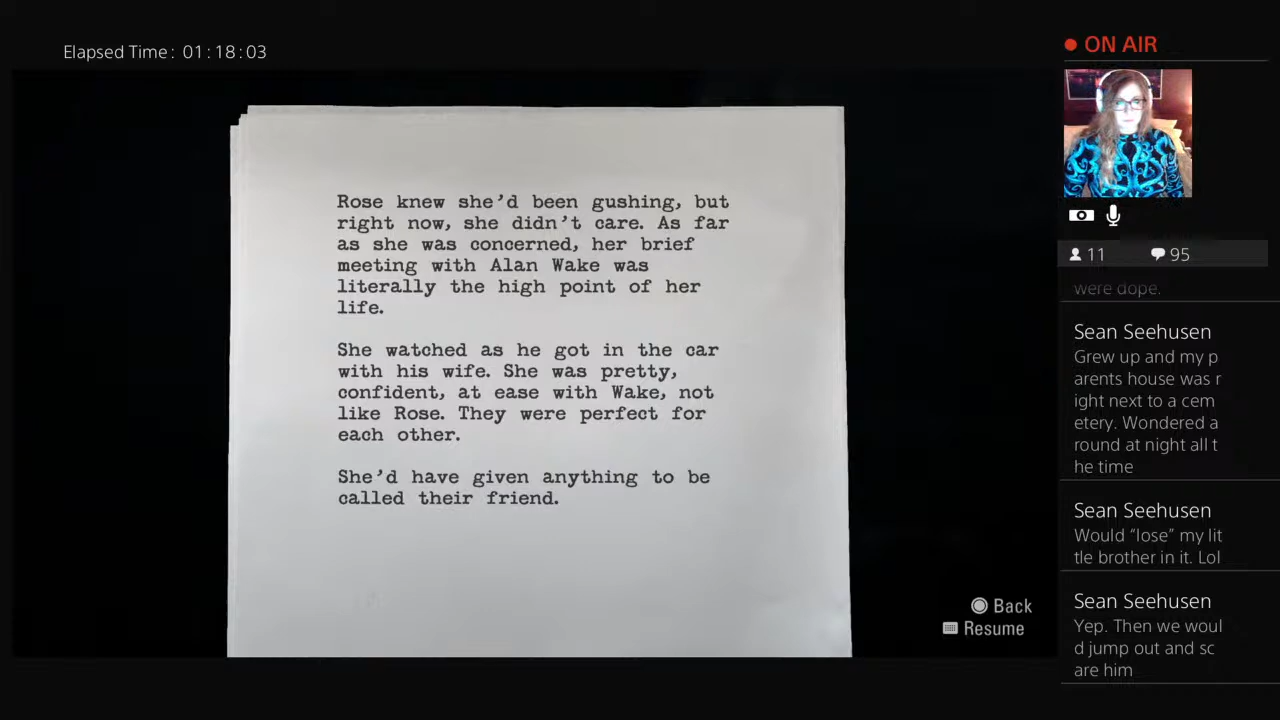 Elapsed Time: 01:18:03
ON AIR
11
95
were dope.
Rose knew she'd been gushing, but
right now, she didn't care. As far
as she was concerned, her brief
meeting with Alan Wake was
literally the high point of her
life.
She watched as he got in the car
with his wife. She was pretty,
confident, at ease with Wake, not
like Rose. They were perfect for
each other.
She'd have given anything to be
called their friend.
Back
Resume
Sean Seehusen
Grew up and my p
arents house was r
ight next to a cem
etery. Wondered a
round at night all t
he time
Sean Seehusen
Would “lose” my lit
tle brother in it. Lol
Sean Seehusen
Yep. Then we woul
d jump out and sc
are him